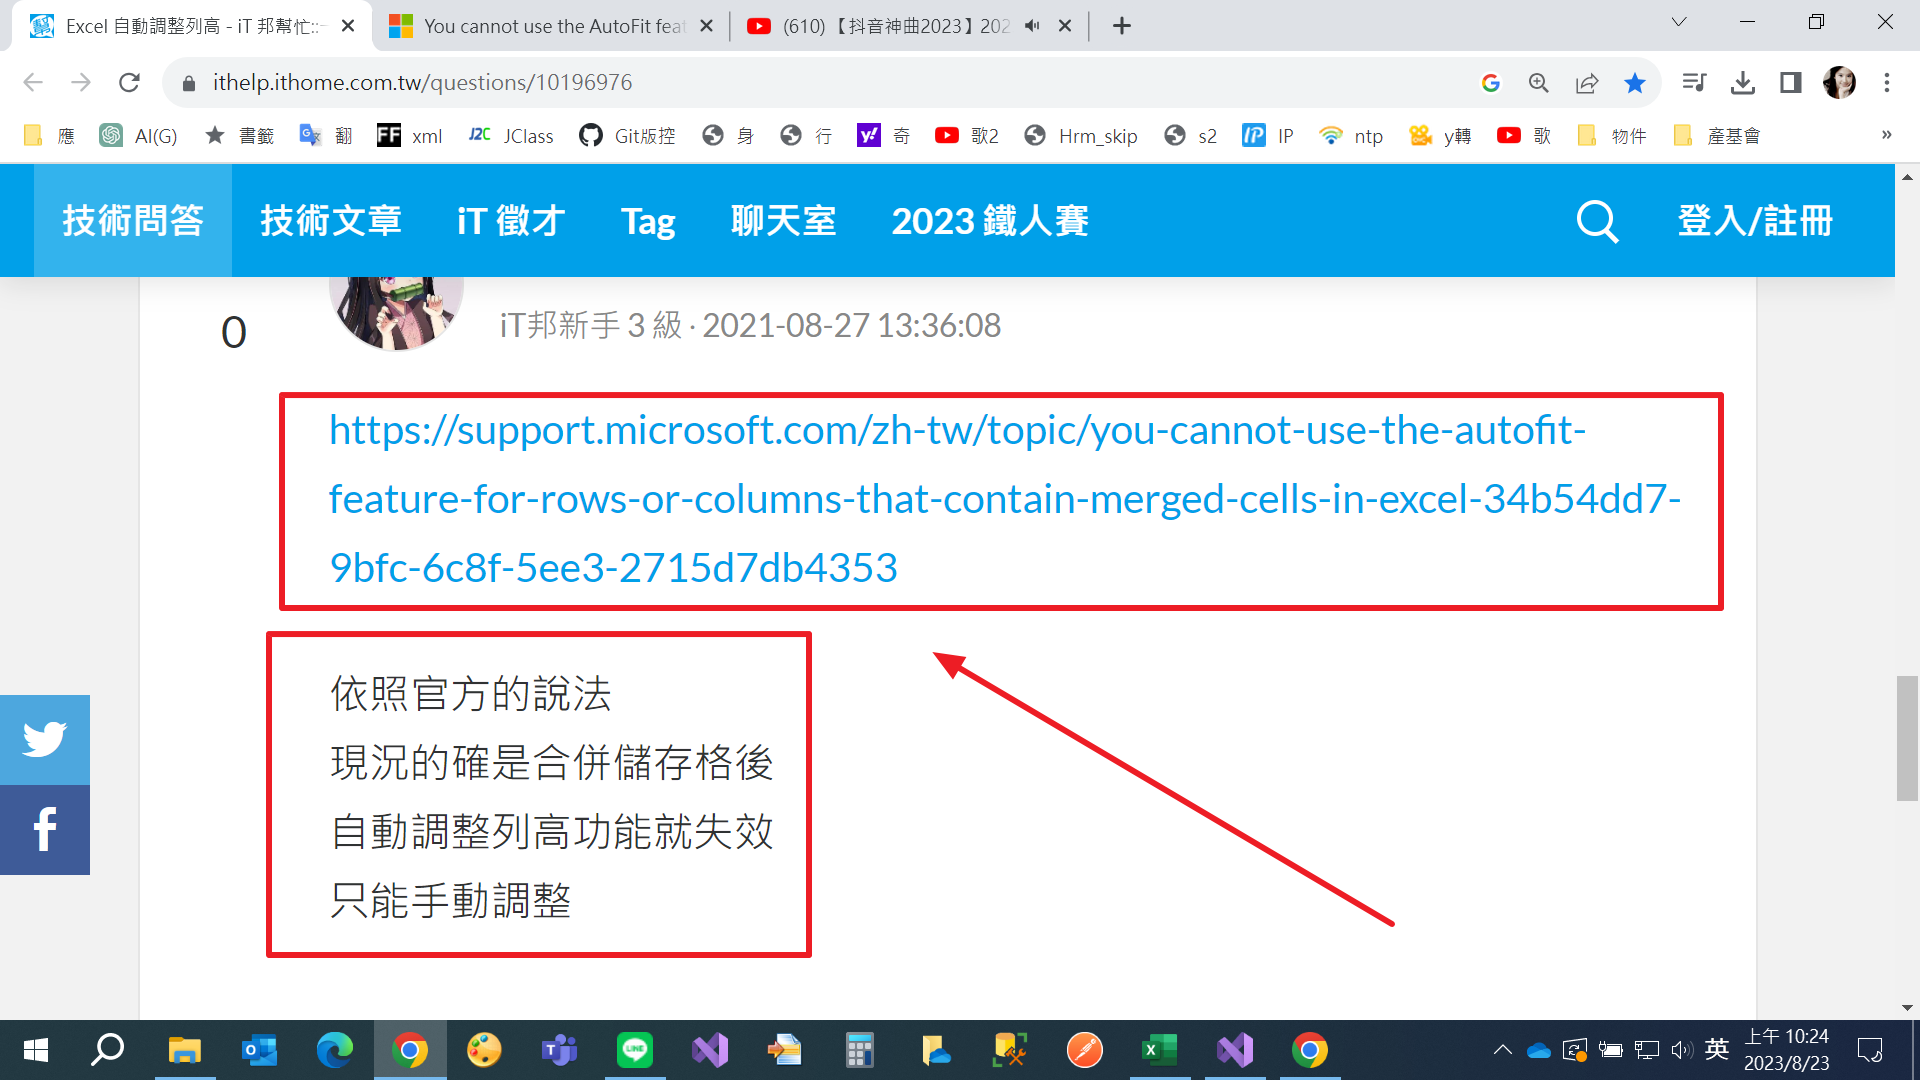 Excel 自動調整列高 - iT 邦幫忙::
You cannot use the AutoFit feat
(610) 【抖音神曲2023】202
ithelp.ithome.com.tw/questions/10196976
應 AI(G) 書籤 翻 FF xml J2C JClass Git版控 身 行 y! 奇 歌2 Hrm_skip s2 IP IP ntp y轉 歌 物件 產基會 »
技術問答 技術文章 iT 徵才 Tag 聊天室 2023 鐵人賽 登入/註冊
0
iT邦新手 3 級 · 2021-08-27 13:36:08
https://support.microsoft.com/zh-tw/topic/you-cannot-use-the-autofit-
feature-for-rows-or-columns-that-contain-merged-cells-in-excel-34b54dd7-
9bfc-6c8f-5ee3-2715d7db4353
依照官方的說法
現況的確是合併儲存格後
自動調整列高功能就失效
只能手動調整
英
上午 10:24
2023/8/23